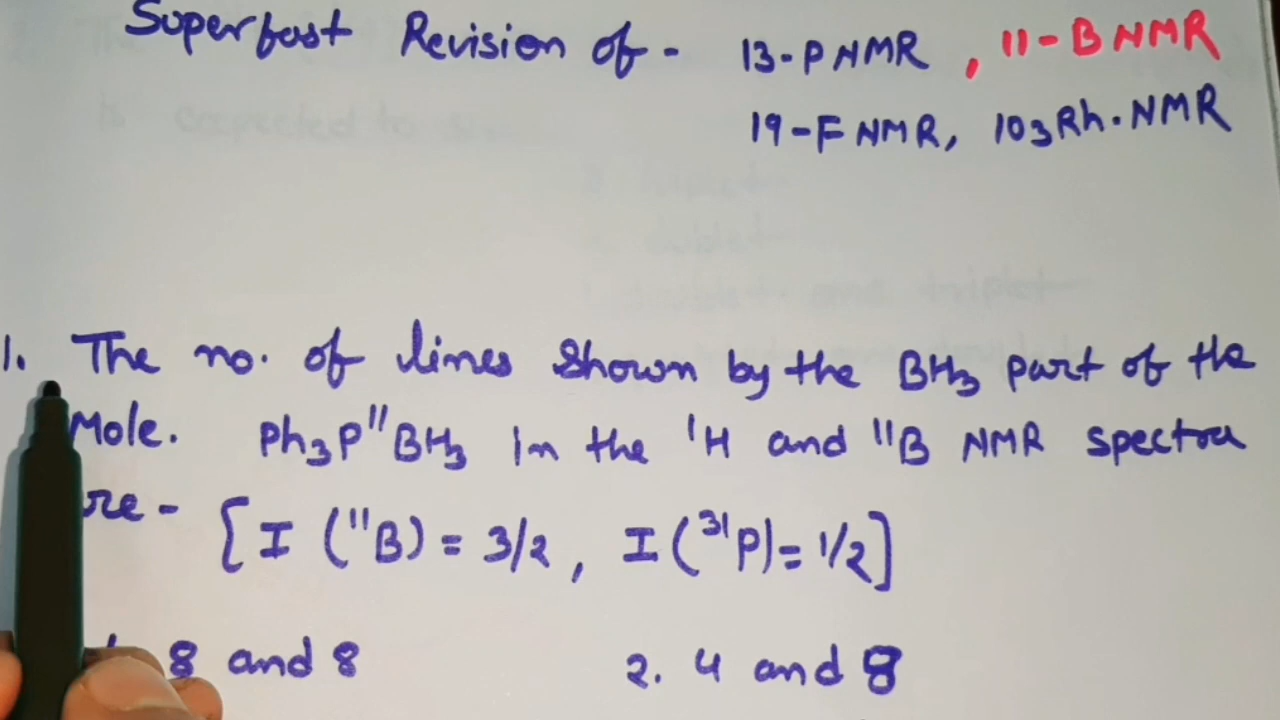 Superfast Revision of - 13-P NMR, 11-B NMR
19-F NMR, 103Rh.NMR
1. The no. of lines shown by the BH₃ part of the
Mole. Ph₃P¹¹BH₃ in the ¹H and ¹¹B NMR spectra
re - [I (¹¹B) = 3/2, I(³¹P) = 1/2]
8 and 8 2. 4 and 8